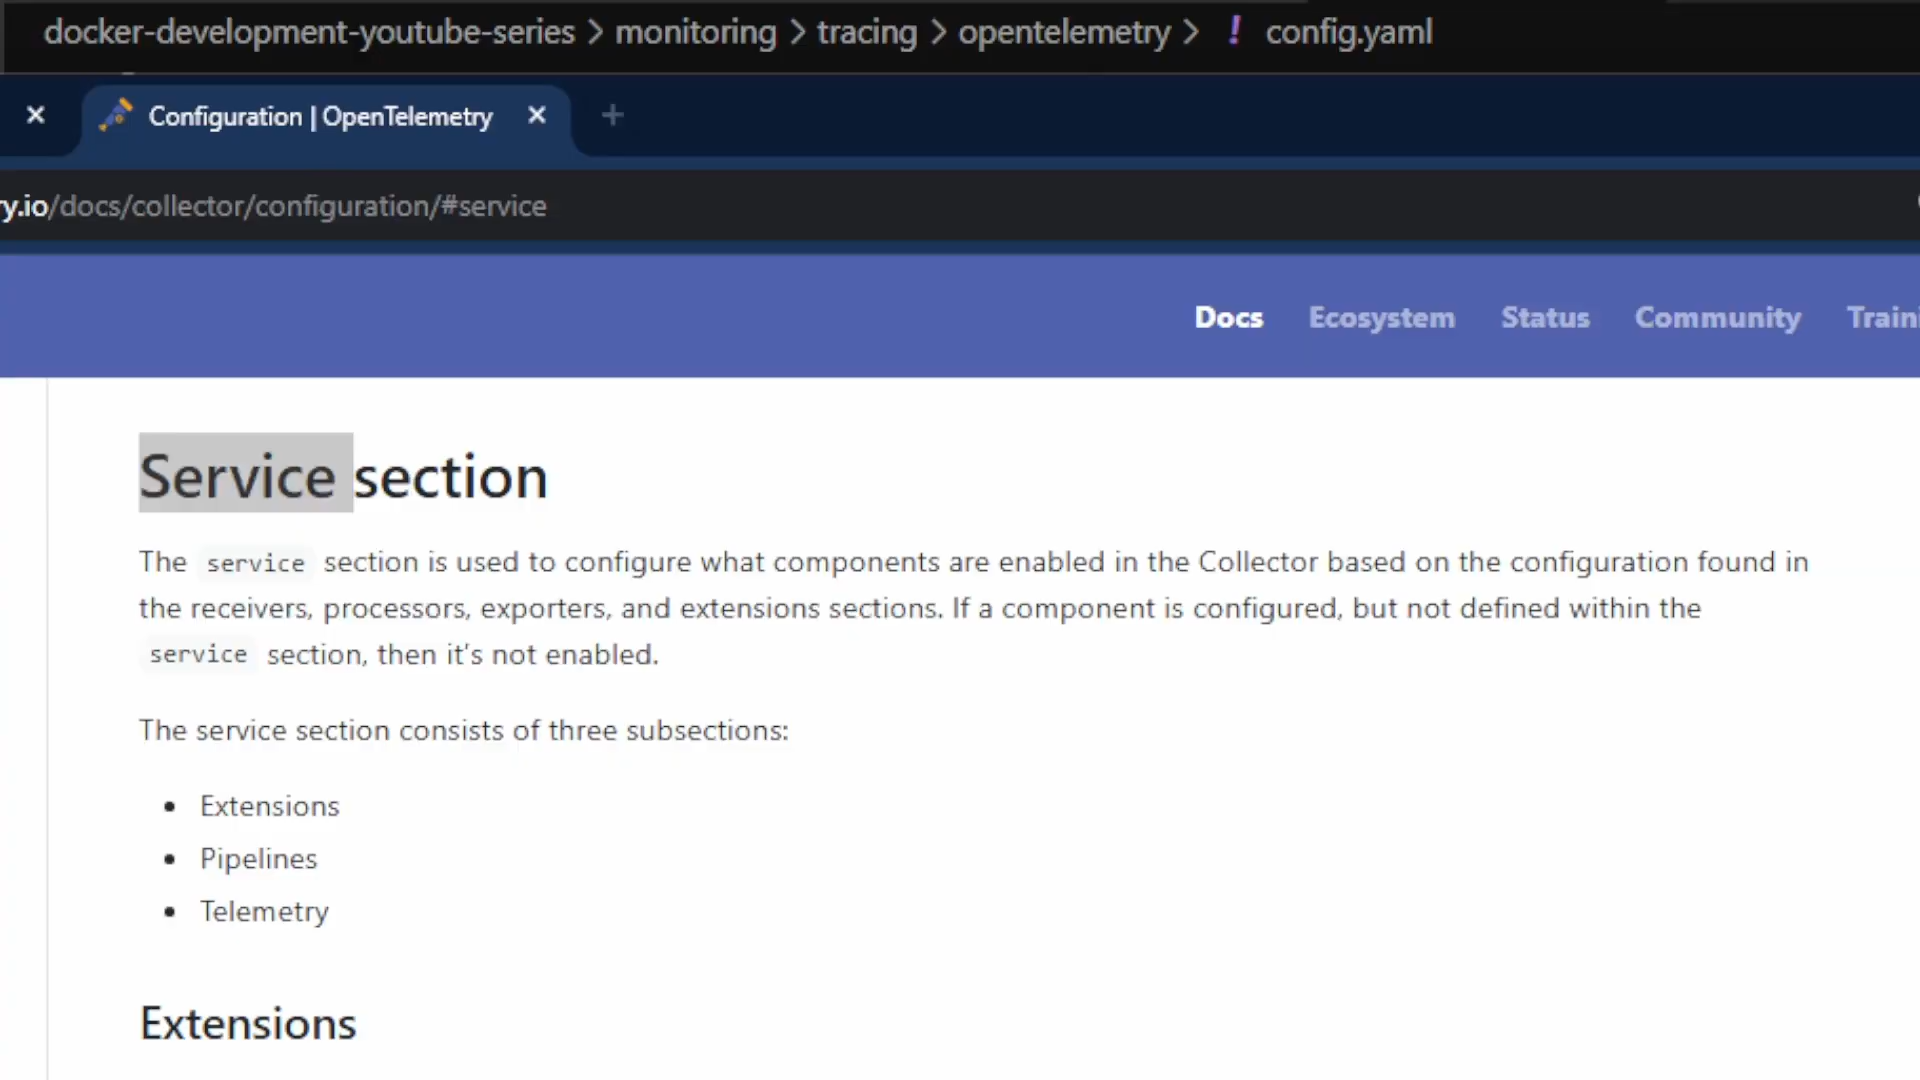 docker-development-youtube-series > monitoring > tracing > opentelemetry > ! config.yaml
Configuration | OpenTelemetry
ry.io/docs/collector/configuration/#service
Docs Ecosystem Status Community Traini
Service section
The service section is used to configure what components are enabled in the Collector based on the configuration found in
the receivers, processors, exporters, and extensions sections. If a component is configured, but not defined within the
service section, then it's not enabled.
The service section consists of three subsections:
• Extensions
• Pipelines
• Telemetry
Extensions